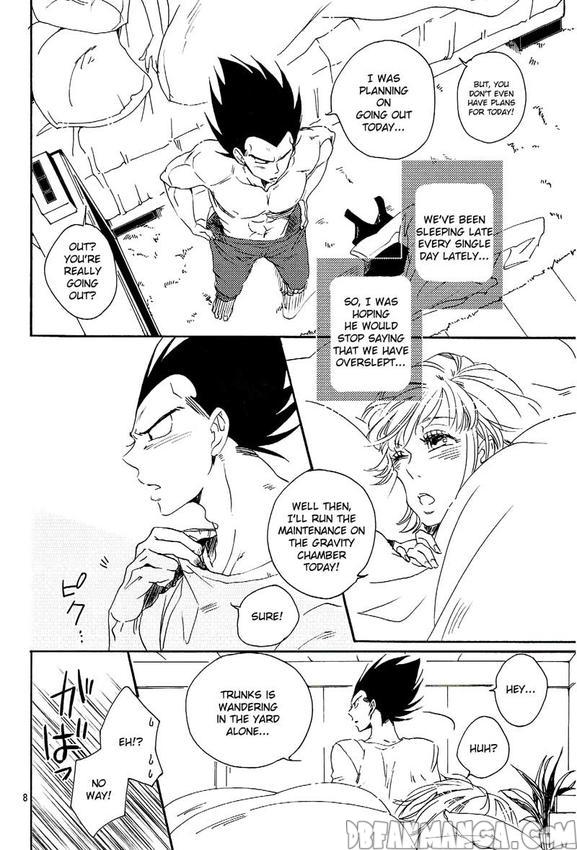 I WAS
PLANNING
ON
GOING OUT
TODAY...
BUT, YOU
DON'T EVEN
HAVE PLANS
FOR TODAY!
WE'VE BEEN
SLEEPING LATE
EVERY SINGLE
DAY LATELY...
OUT?
YOU'RE
REALLY
GOING
OUT?
SO, I WAS
HOPING
HE WOULD
STOP SAYING
THAT WE HAVE
OVERSLEPT...
WELL THEN,
I'LL RUN THE
MAINTENANCE ON
THE GRAVITY
CHAMBER
TODAY!
SURE!
ピク
HEY...
HUH?
TRUNKS IS
WANDERING
IN THE YARD
ALONE...
EH!?
NO
WAY!
がばっ
8
DBFANMANGA.COM